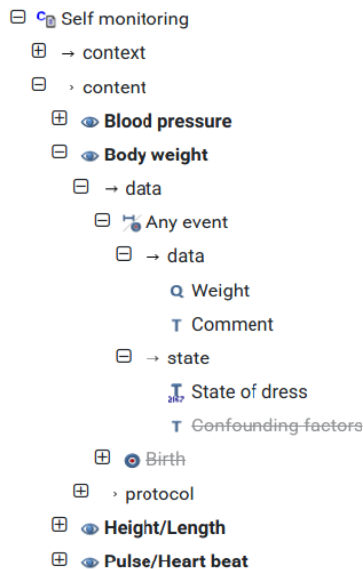 Self monitoring
→ context
› content
Blood pressure
Body weight
→ data
Any event
→ data
Q Weight
T Comment
→ state
T State of dress
T Confounding factors
Birth
› protocol
Height/Length
Pulse/Heart beat